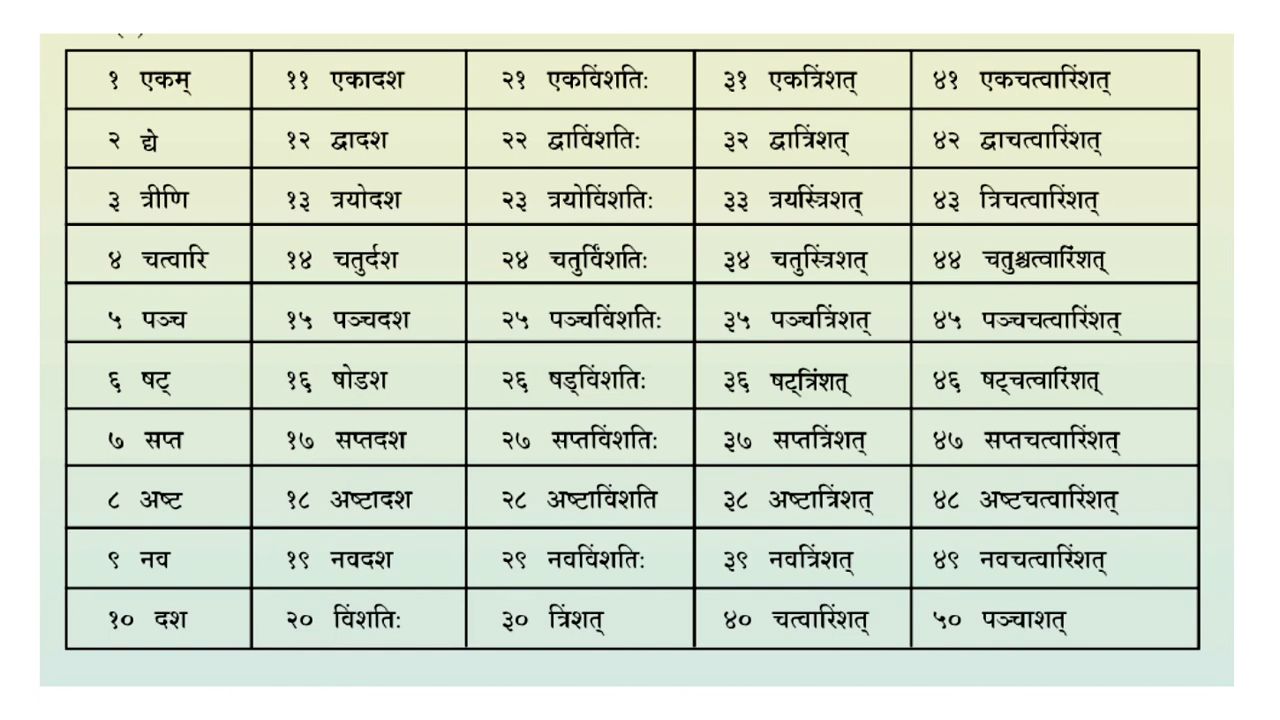 १ एकम् ११ एकादश २१ एकविंशतिः ३१ एकत्रिंशत् ४१ एकचत्वारिंशत्
२ द्ये १२ द्वादश २२ द्वाविंशतिः ३२ द्वात्रिंशत् ४२ द्वाचत्वारिंशत्
३ त्रीणि १३ त्रयोदश २३ त्रयोविंशतिः ३३ त्रयस्त्रिंशत् ४३ त्रिचत्वारिंशत्
४ चत्वारि १४ चतुर्दश २४ चतुर्विंशतिः ३४ चतुस्त्रिंशत् ४४ चतुश्चत्वारिंशत्
५ पञ्च १५ पञ्चदश २५ पञ्चविंशतिः ३५ पञ्चत्रिंशत् ४५ पञ्चचत्वारिंशत्
६ षट् १६ षोडश २६ षड्विंशतिः ३६ षट्त्रिंशत् ४६ षट्चत्वारिंशत्
७ सप्त १७ सप्तदश २७ सप्तविंशतिः ३७ सप्तत्रिंशत् ४७ सप्तचत्वारिंशत्
८ अष्ट १८ अष्टादश २८ अष्टाविंशति ३८ अष्टात्रिंशत् ४८ अष्टचत्वारिंशत्
९ नव १९ नवदश २९ नवविंशतिः ३९ नवत्रिंशत् ४९ नवचत्वारिंशत्
१० दश २० विंशतिः ३० त्रिंशत् ४० चत्वारिंशत् ५० पञ्चाशत्